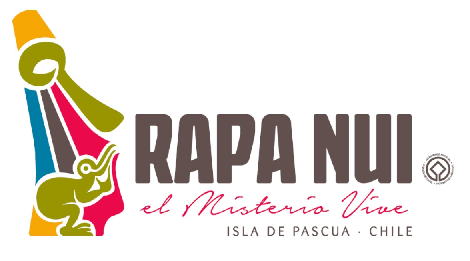 RAPA NUI
el Misterio Vive
ISLA DE PASCUA · CHILE